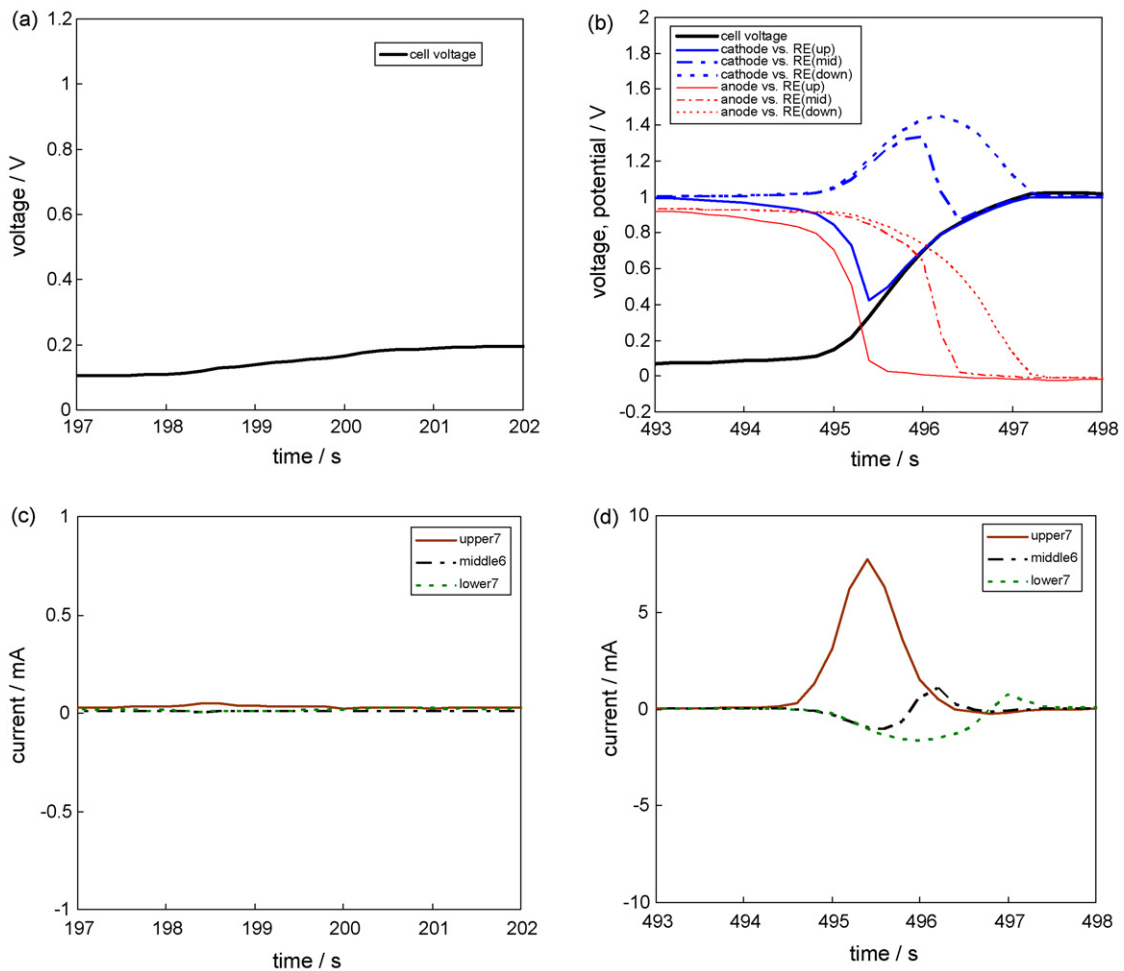 (a)
1.2
1
0.8
0.6
0.4
0.2
0
voltage / V
cell voltage
197 198 199 200 201 202
time / s
(b)
2
1.8
1.6
1.4
1.2
1
0.8
0.6
0.4
0.2
0
-0.2
voltage, potential / V
cell voltage
cathode vs. RE(up)
cathode vs. RE(mid)
cathode vs. RE(down)
anode vs. RE(up)
anode vs. RE(mid)
anode vs. RE(down)
493 494 495 496 497 498
time / s
(c)
1
0.5
0
-0.5
-1
current / mA
upper7
middle6
lower7
197 198 199 200 201 202
time / s
(d)
10
5
0
-5
-10
current / mA
upper7
middle6
lower7
493 494 495 496 497 498
time / s